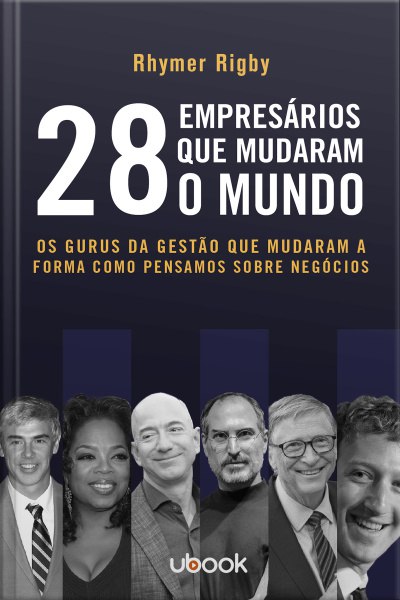 Rhymer Rigby
28 EMPRESÁRIOS
QUE MUDARAM
O MUNDO
OS GURUS DA GESTÃO QUE MUDARAM A
FORMA COMO PENSAMOS SOBRE NEGÓCIOS
ubook